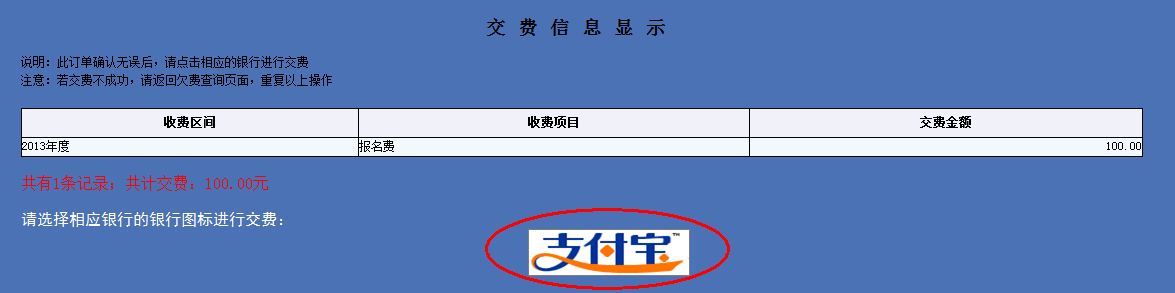 交 费 信 息 显 示
说明：此订单确认无误后，请点击相应的银行进行交费
注意：若交费不成功，请返回欠费查询页面，重复以上操作
收费区间 收费项目 交费金额
2013年度 报名费 100.00
共有1条记录；共计交费：100.00元
请选择相应银行的银行图标进行交费：
支付宝™